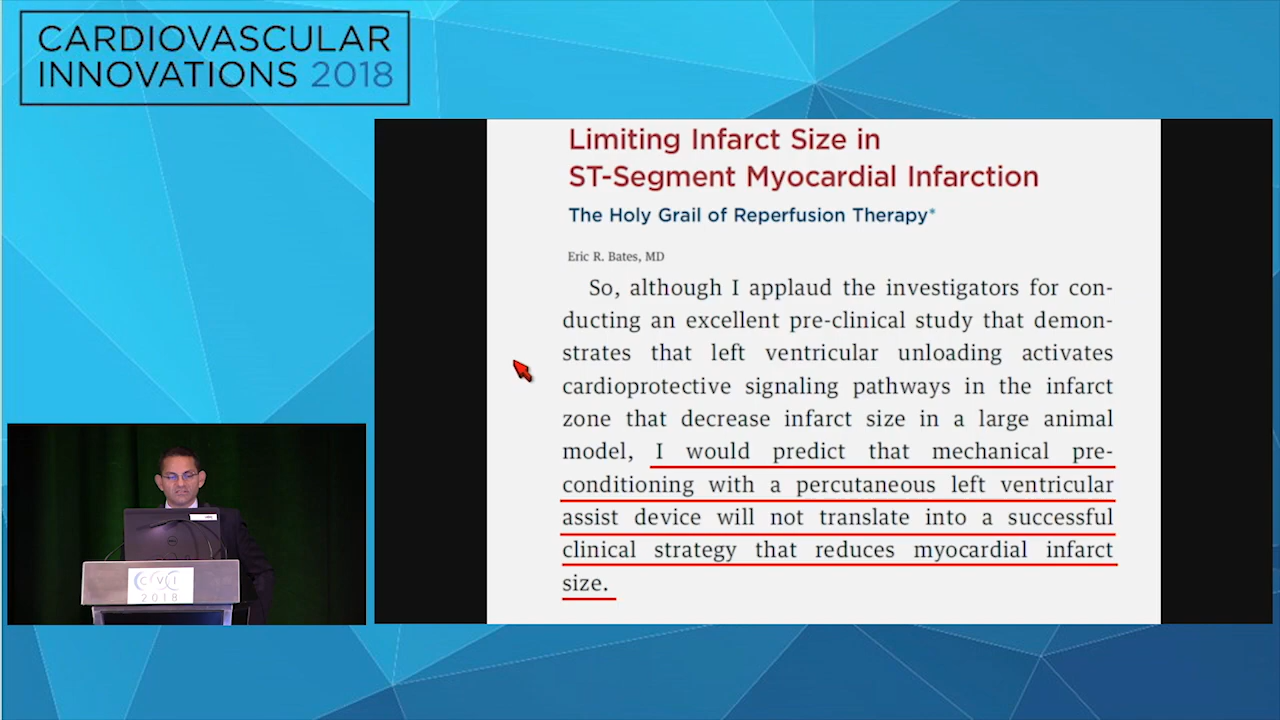 CARDIOVASCULAR
INNOVATIONS 2018
Limiting Infarct Size in
ST-Segment Myocardial Infarction
The Holy Grail of Reperfusion Therapy*
Eric R. Bates, MD
So, although I applaud the investigators for con-
ducting an excellent pre-clinical study that demon-
strates that left ventricular unloading activates
cardioprotective signaling pathways in the infarct
zone that decrease infarct size in a large animal
model, I would predict that mechanical pre-
conditioning with a percutaneous left ventricular
assist device will not translate into a successful
clinical strategy that reduces myocardial infarct
size.
CVCI
2018